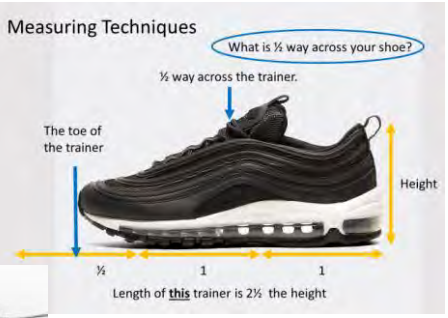 Measuring Techniques
What is ½ way across your shoe?
½ way across the trainer.
The toe of
the trainer
Height
½ 1 1
Length of this trainer is 2½ the height